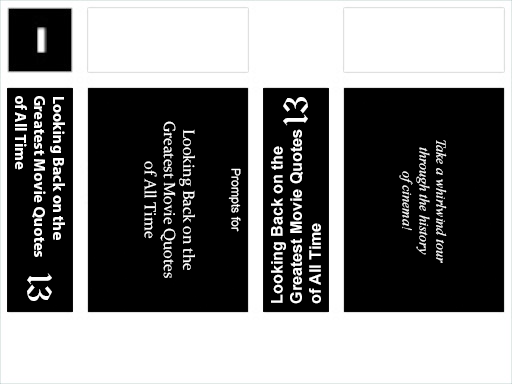 Looking Back on the
Greatest Movie Quotes
of All Time
13
Prompts for
Looking Back on the
Greatest Movie Quotes
of All Time
13
Looking Back on the
Greatest Movie Quotes
of All Time
Take a whirlwind tour
through the history
of cinema!